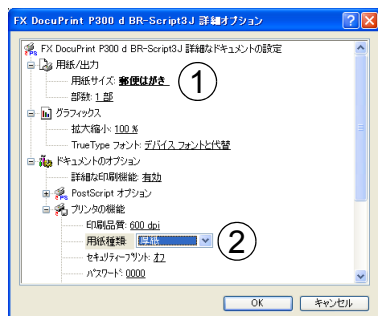 FX DocuPrint P300 d BR-Script3J 詳細オプション
FX DocuPrint P300 d BR-Script3J 詳細なドキュメントの設定
用紙/出力
用紙サイズ: 郵便はがき
①
部数: 1 部
グラフィックス
拡大縮小: 100 %
TrueType フォント: デバイス フォントと代替
ドキュメントのオプション
詳細な印刷機能: 有効
PostScript オプション
プリンタの機能
印刷品質: 600 dpi
用紙種類: 厚紙
②
セキュリティープリント: オフ
パスワード: 0000
OK
キャンセル